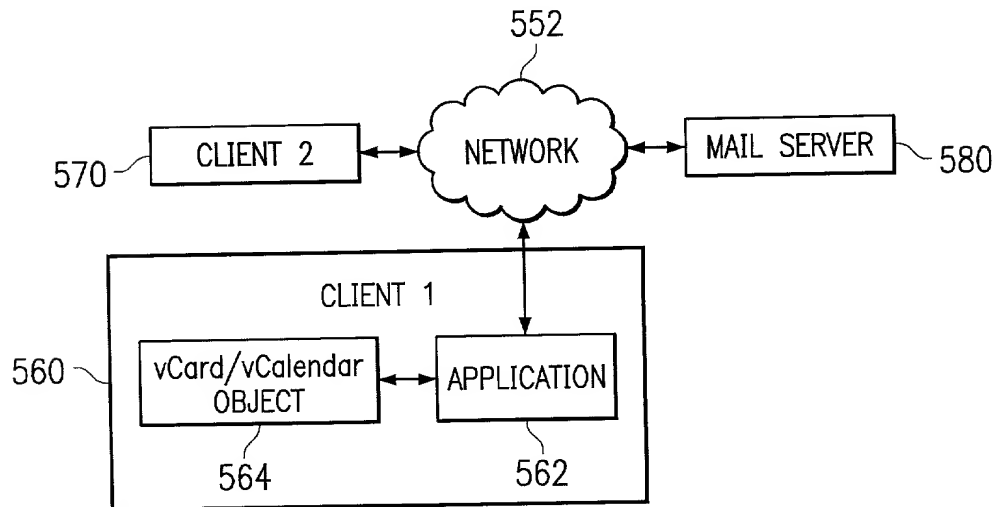 552
CLIENT 2
NETWORK
MAIL SERVER
570
580
CLIENT 1
560
vCard/vCalendar
OBJECT
APPLICATION
564
562